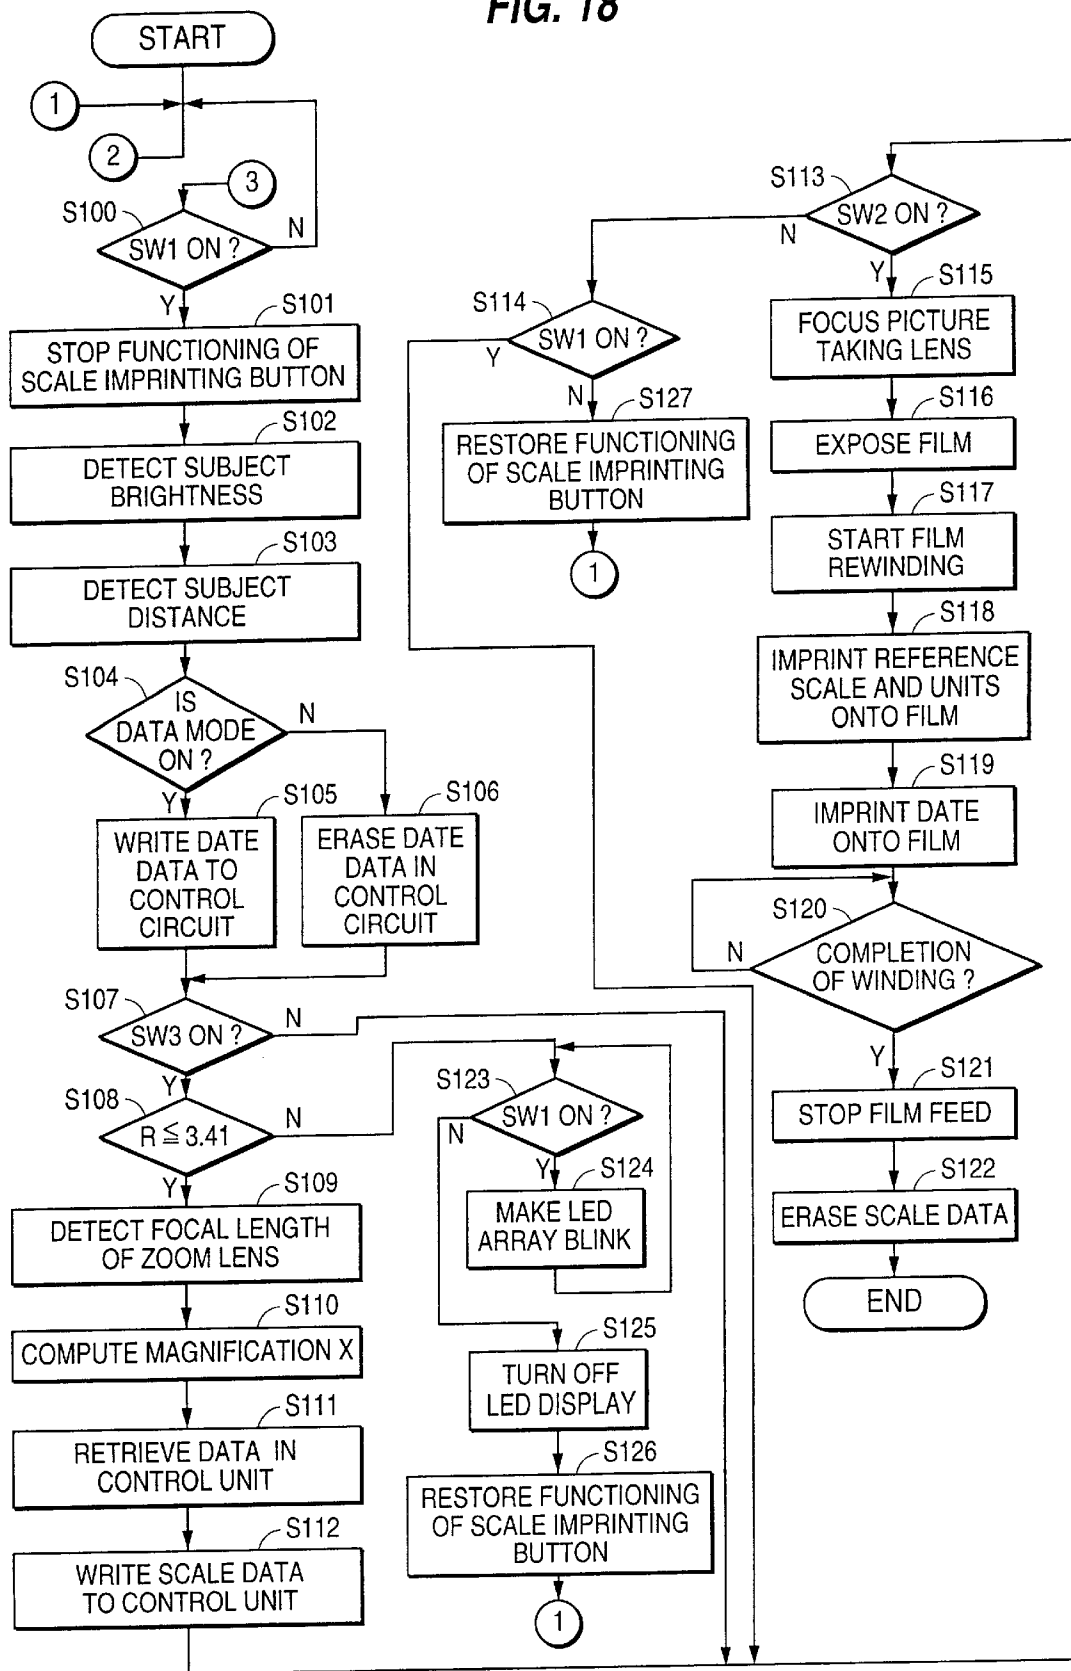 FIG. 18
START
1
2
3
S100
SW1 ON ?
N
Y
S101
STOP FUNCTIONING OF
SCALE IMPRINTING BUTTON
S102
DETECT SUBJECT
BRIGHTNESS
S103
DETECT SUBJECT
DISTANCE
S104
IS
DATA MODE
ON ?
N
Y
S105
WRITE DATE
DATA TO
CONTROL
CIRCUIT
S106
ERASE DATE
DATA IN
CONTROL
CIRCUIT
S107
SW3 ON ?
N
Y
S108
R ≦ 3.41
N
Y
S109
DETECT FOCAL LENGTH
OF ZOOM LENS
S110
COMPUTE MAGNIFICATION X
S111
RETRIEVE DATA IN
CONTROL UNIT
S112
WRITE SCALE DATA
TO CONTROL UNIT
S113
SW2 ON ?
N
Y
S114
SW1 ON ?
Y
N
S127
RESTORE FUNCTIONING
OF SCALE IMPRINTING
BUTTON
1
S123
SW1 ON ?
N
Y
S124
MAKE LED
ARRAY BLINK
S125
TURN OFF
LED DISPLAY
S126
RESTORE FUNCTIONING
OF SCALE IMPRINTING
BUTTON
1
S115
FOCUS PICTURE
TAKING LENS
S116
EXPOSE FILM
S117
START FILM
REWINDING
S118
IMPRINT REFERENCE
SCALE AND UNITS
ONTO FILM
S119
IMPRINT DATE
ONTO FILM
S120
COMPLETION
OF WINDING ?
N
Y
S121
STOP FILM FEED
S122
ERASE SCALE DATA
END